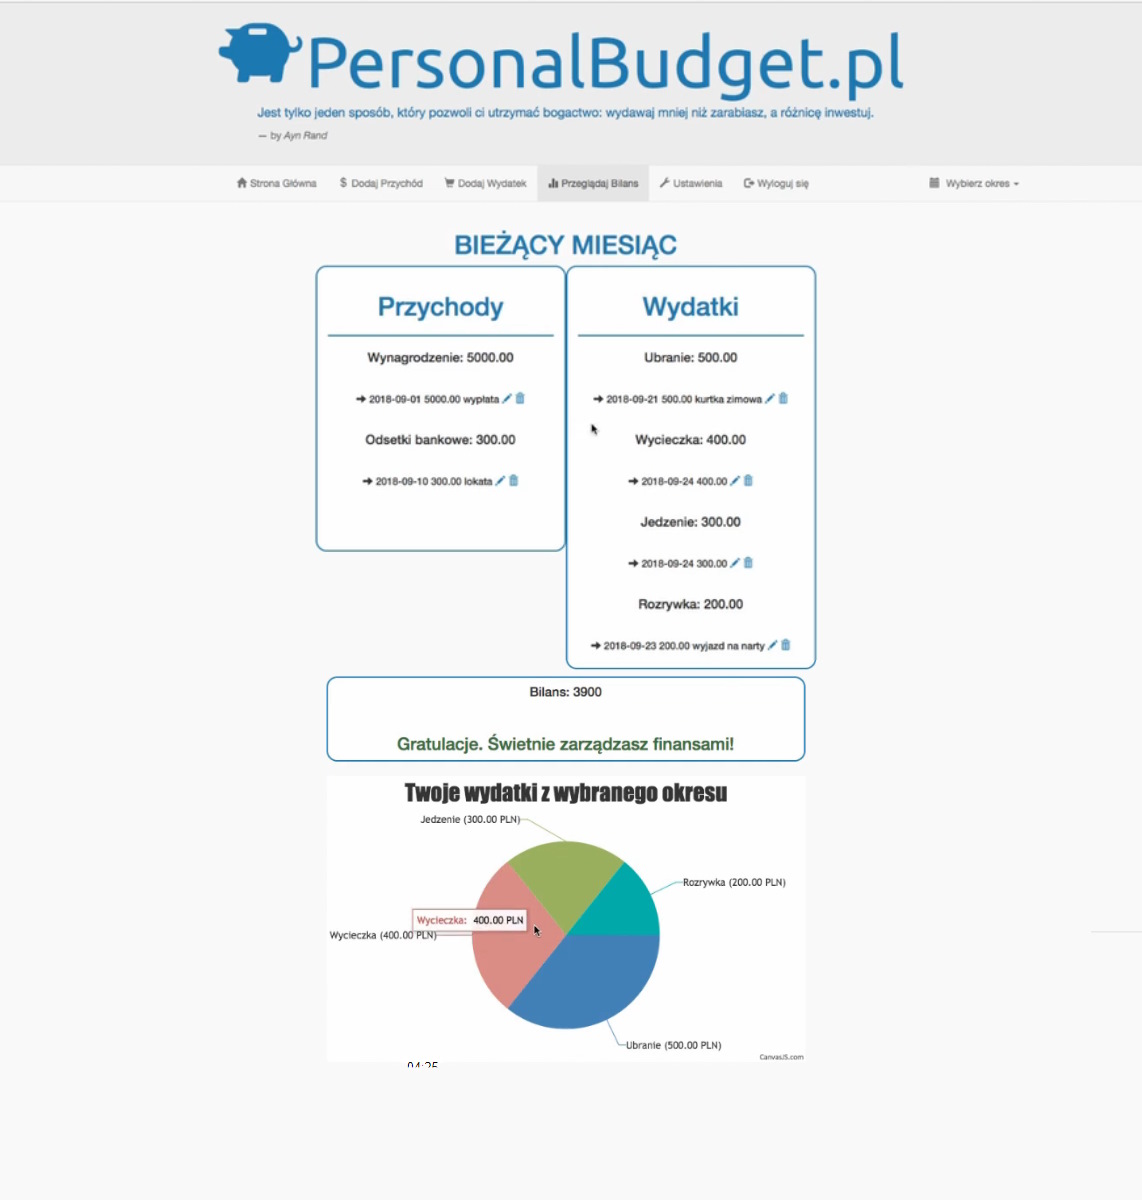 PersonalBudget.pl
Jest tylko jeden sposób, który pozwoli ci utrzymać bogactwo: wydawaj mniej niż zarabiasz, a różnicę inwestuj.
— by Ayn Rand
Strona Główna $ Dodaj Przychód Dodaj Wydatek Przeglądaj Bilans Ustawienia Wyloguj się Wybierz okres
BIEŻĄCY MIESIĄC
Przychody
Wynagrodzenie: 5000.00
➔ 2018-09-01 5000.00 wypłata
Odsetki bankowe: 300.00
➔ 2018-09-10 300.00 lokata
Wydatki
Ubranie: 500.00
➔ 2018-09-21 500.00 kurtka zimowa
Wycieczka: 400.00
➔ 2018-09-24 400.00
Jedzenie: 300.00
➔ 2018-09-24 300.00
Rozrywka: 200.00
➔ 2018-09-23 200.00 wyjazd na narty
Bilans: 3900
Gratulacje. Świetnie zarządzasz finansami!
Twoje wydatki z wybranego okresu
Jedzenie (300.00 PLN)
Rozrywka (200.00 PLN)
Wycieczka: 400.00 PLN
Wycieczka (400.00 PLN)
Ubranie (500.00 PLN)
CanvasJS.com
04:25